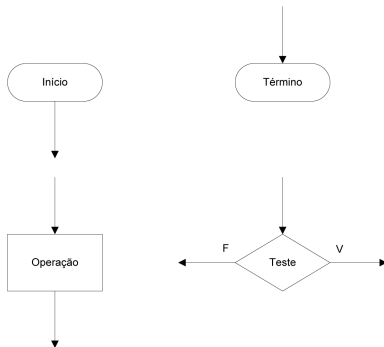 Início
Término
Operação
F
Teste
V